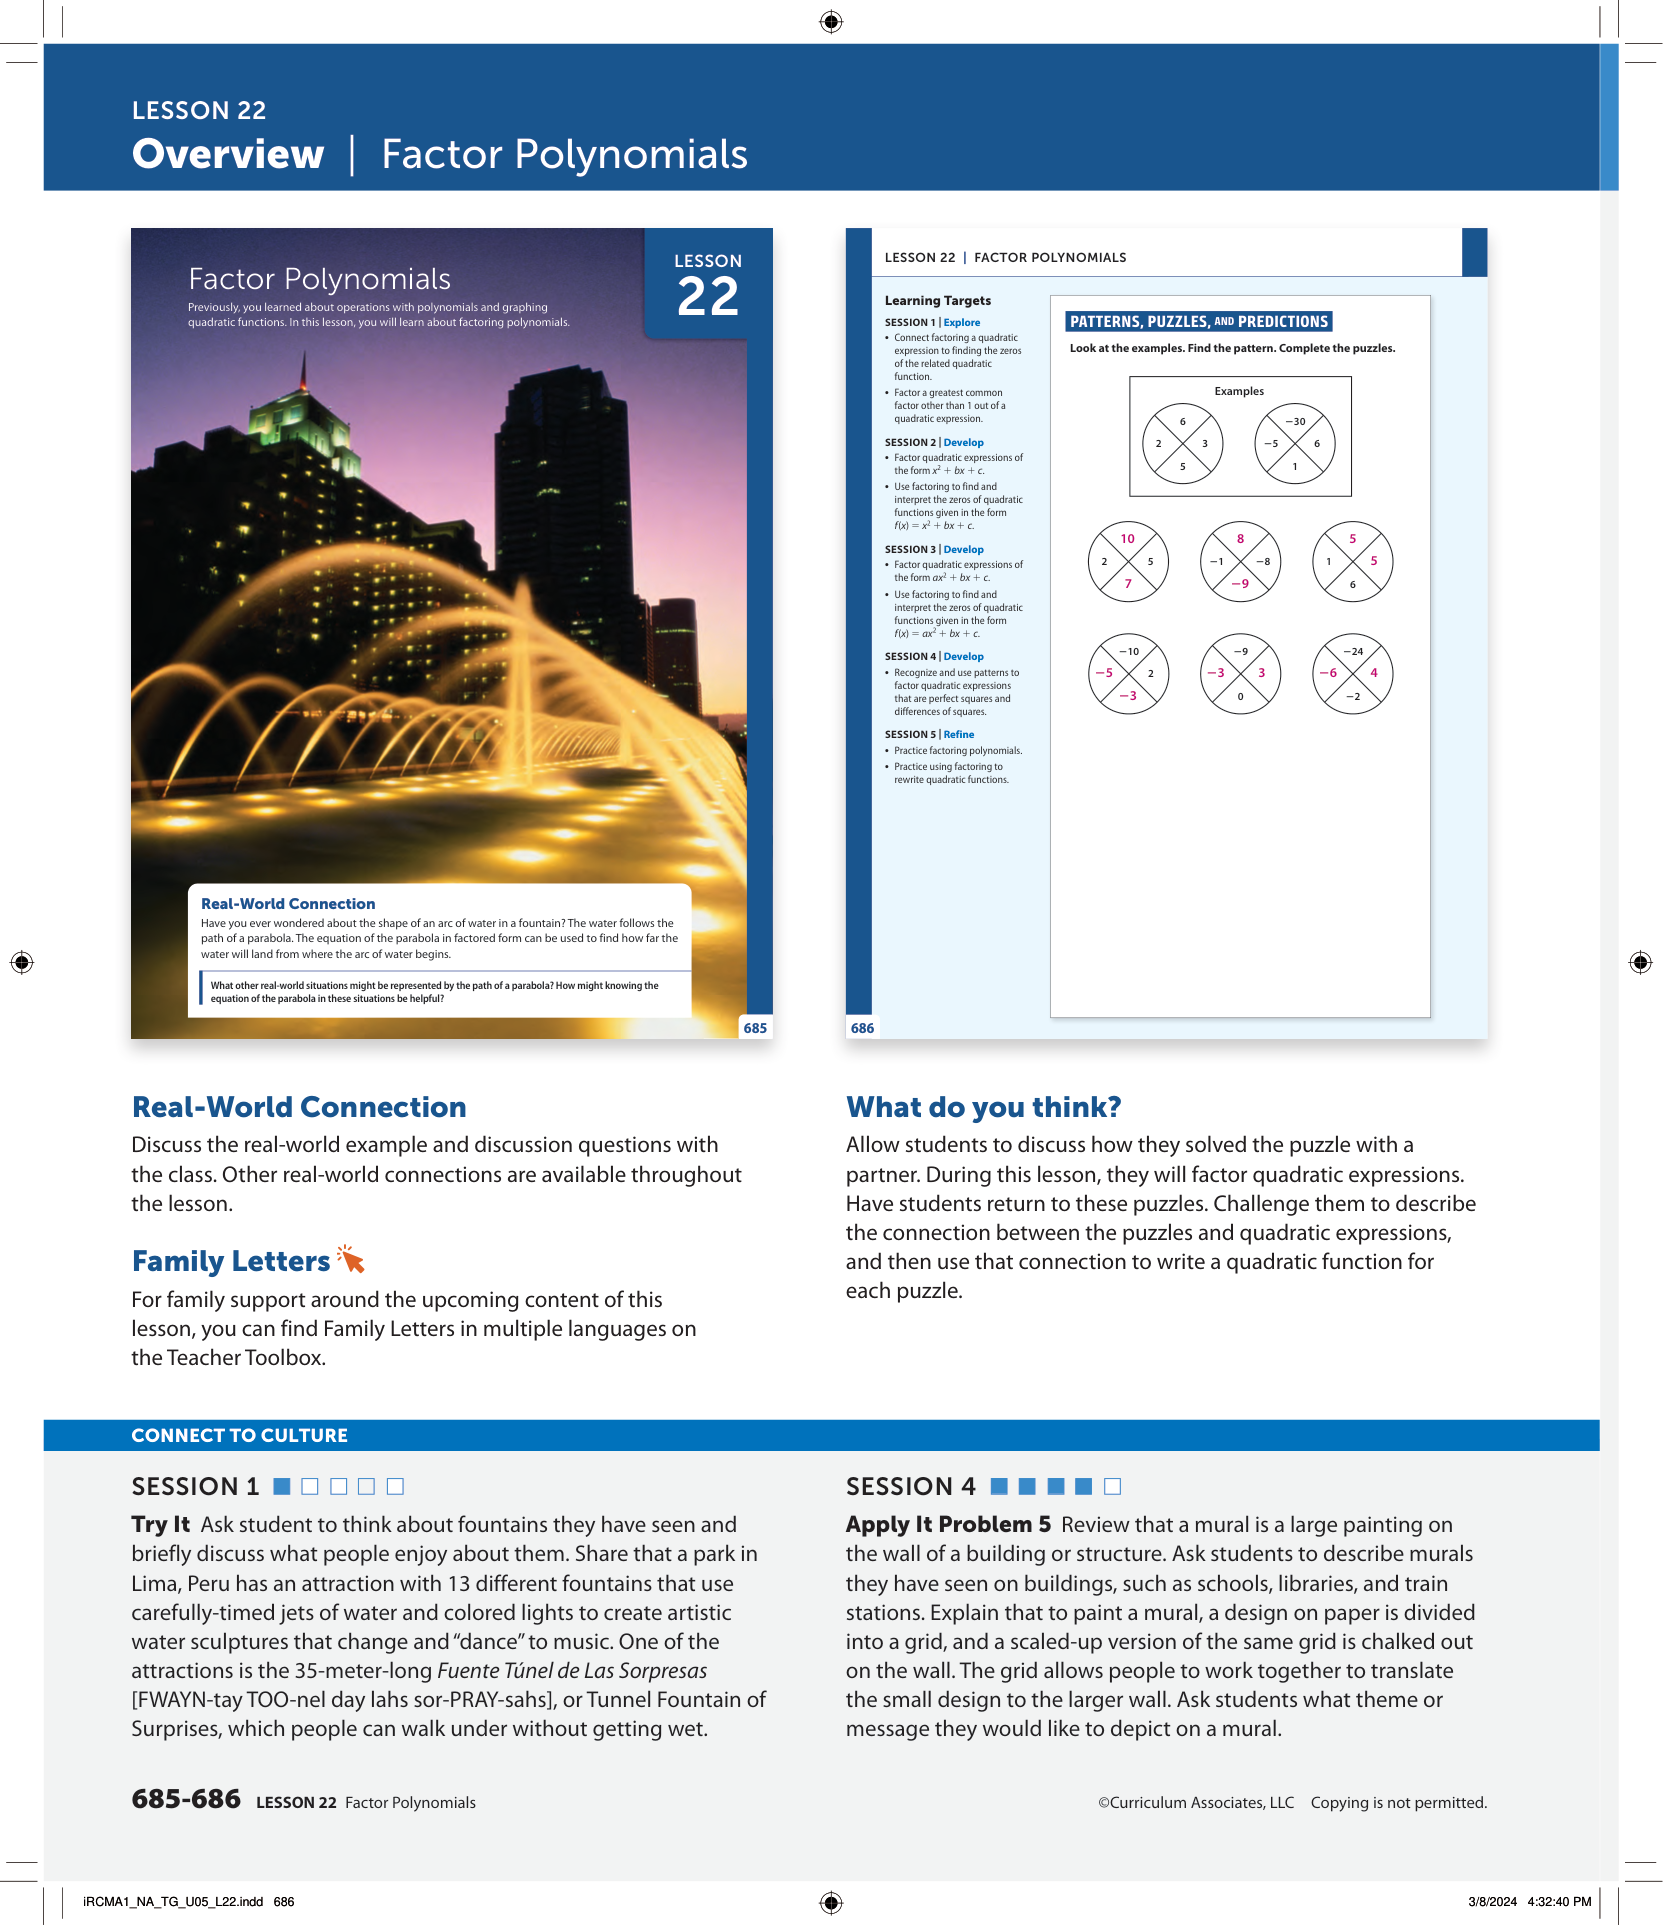 LESSON 22
Overview | Factor Polynomials
Factor Polynomials
Previously, you learned about operations with polynomials and graphing
quadratic functions. In this lesson, you will learn about factoring polynomials.
LESSON
22
Real-World Connection
Have you ever wondered about the shape of an arc of water in a fountain? The water follows the
path of a parabola. The equation of the parabola in factored form can be used to find how far the
water will land from where the arc of water begins.
What other real-world situations might be represented by the path of a parabola? How might knowing the
equation of the parabola in these situations be helpful?
685
LESSON 22 | FACTOR POLYNOMIALS
Learning Targets
SESSION 1 | Explore
• Connect factoring a quadratic
expression to finding the zeros
of the related quadratic
function.
• Factor a greatest common
factor other than 1 out of a
quadratic expression.
SESSION 2 | Develop
• Factor quadratic expressions of
the form x² + bx + c.
• Use factoring to find and
interpret the zeros of quadratic
functions given in the form
f(x) = x² + bx + c.
SESSION 3 | Develop
• Factor quadratic expressions of
the form ax² + bx + c.
• Use factoring to find and
interpret the zeros of quadratic
functions given in the form
f(x) = ax² + bx + c.
SESSION 4 | Develop
• Recognize and use patterns to
factor quadratic expressions
that are perfect squares and
differences of squares.
SESSION 5 | Refine
• Practice factoring polynomials.
• Practice using factoring to
rewrite quadratic functions.
686
PATTERNS, PUZZLES, AND PREDICTIONS
Look at the examples. Find the pattern. Complete the puzzles.
Examples
6 −30
2 3 −5 6
5 1
10 8 5
2 5 −1 −8 1 5
7 −9 6
−10 −9 −24
−5 2 −3 3 −6 4
−3 0 −2
Real-World Connection
Discuss the real-world example and discussion questions with
the class. Other real-world connections are available throughout
the lesson.
Family Letters
For family support around the upcoming content of this
lesson, you can find Family Letters in multiple languages on
the Teacher Toolbox.
What do you think?
Allow students to discuss how they solved the puzzle with a
partner. During this lesson, they will factor quadratic expressions.
Have students return to these puzzles. Challenge them to describe
the connection between the puzzles and quadratic expressions,
and then use that connection to write a quadratic function for
each puzzle.
CONNECT TO CULTURE
SESSION 1
Try It Ask student to think about fountains they have seen and
briefly discuss what people enjoy about them. Share that a park in
Lima, Peru has an attraction with 13 different fountains that use
carefully-timed jets of water and colored lights to create artistic
water sculptures that change and “dance” to music. One of the
attractions is the 35-meter-long Fuente Túnel de Las Sorpresas
[FWAYN-tay TOO-nel day lahs sor-PRAY-sahs], or Tunnel Fountain of
Surprises, which people can walk under without getting wet.
SESSION 4
Apply It Problem 5 Review that a mural is a large painting on
the wall of a building or structure. Ask students to describe murals
they have seen on buildings, such as schools, libraries, and train
stations. Explain that to paint a mural, a design on paper is divided
into a grid, and a scaled-up version of the same grid is chalked out
on the wall. The grid allows people to work together to translate
the small design to the larger wall. Ask students what theme or
message they would like to depict on a mural.
685-686 LESSON 22 Factor Polynomials
©Curriculum Associates, LLC Copying is not permitted.
iRCMA1_NA_TG_U05_L22.indd 686
3/8/2024 4:32:40 PM